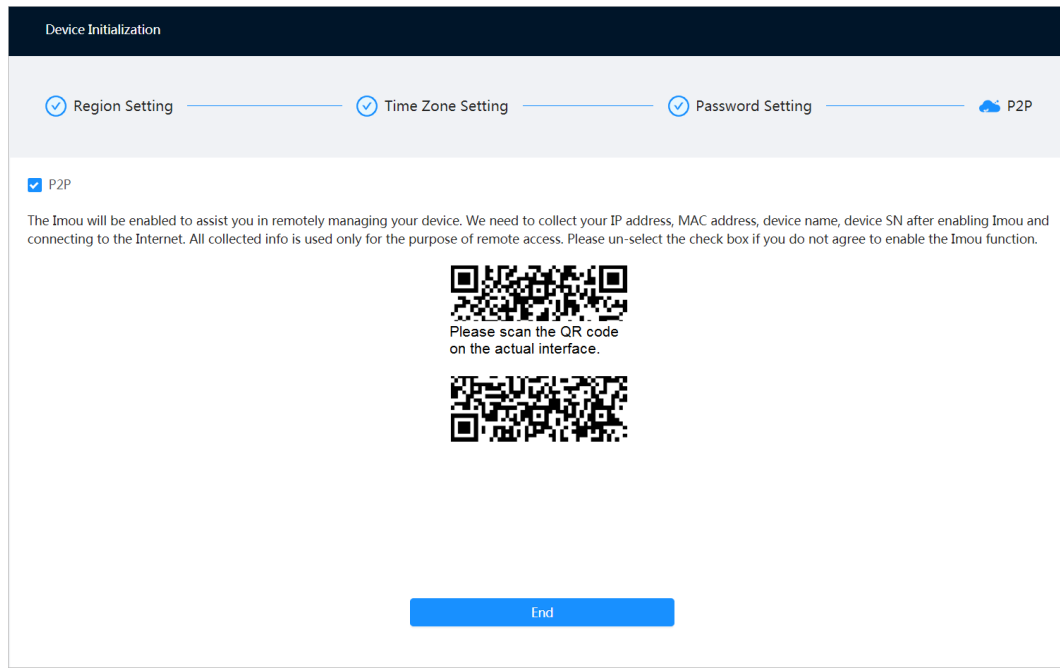 Device Initialization
Region Setting
Time Zone Setting
Password Setting
P2P
P2P
The Imou will be enabled to assist you in remotely managing your device. We need to collect your IP address, MAC address, device name, device SN after enabling Imou and
connecting to the Internet. All collected info is used only for the purpose of remote access. Please un-select the check box if you do not agree to enable the Imou function.
Please scan the QR code
on the actual interface.
End